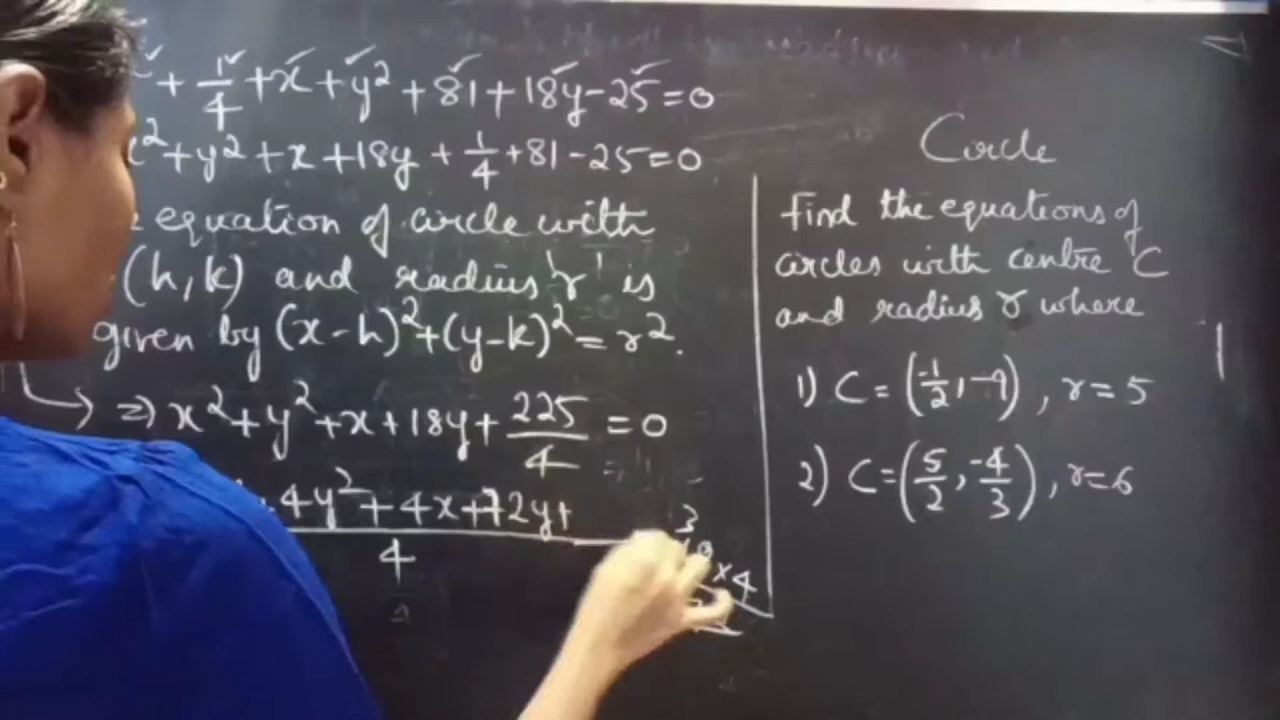 + 1/4 + x + y² + 81 + 18y - 25 = 0
x² + y² + x + 18y + 1/4 + 81 - 25 = 0
equation of circle with
(h, k) and radius 'r' is
given by (x - h)² + (y - k)² = r².
⇒ x² + y² + x + 18y + 225/4 = 0
4y² + 4x + 72y +
4
3
× 4
Circle
Find the equations of
circles with centre C
and radius r where
1) C = (-1/2, -9), r = 5
2) C = (5/2, -4/3), r = 6